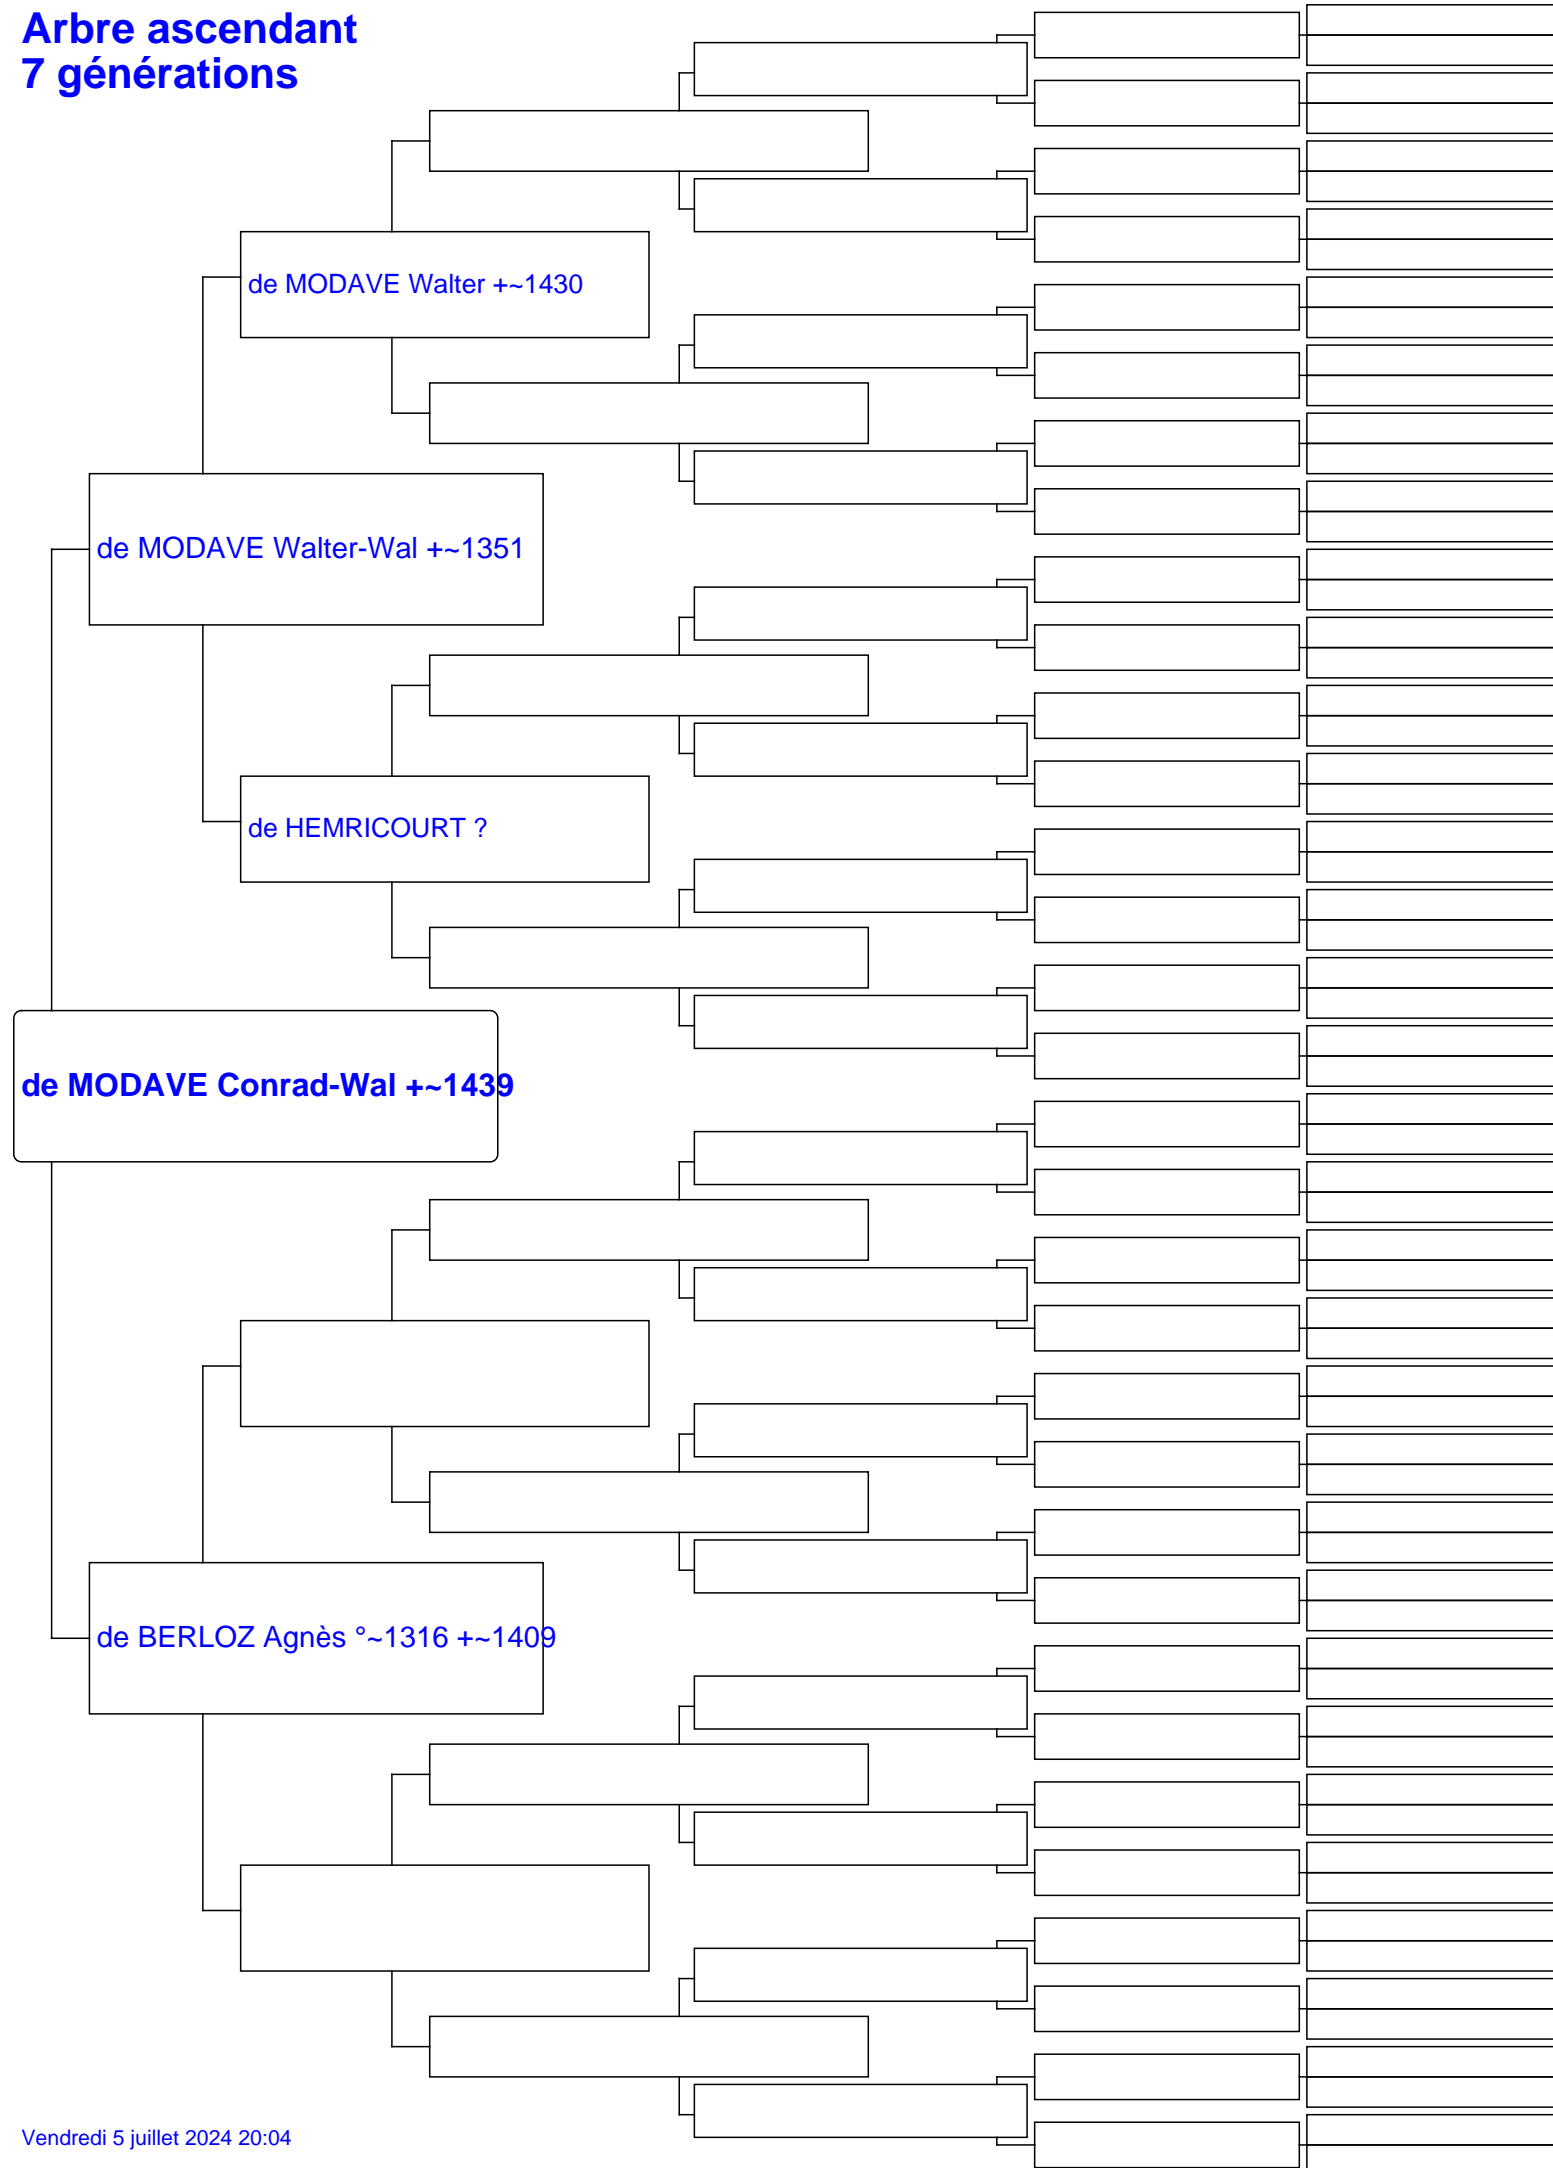 Arbre ascendant
7 générations
de MODAVE Walter +~1430
de MODAVE Walter-Wal +~1351
de HEMRICOURT ?
de MODAVE Conrad-Wal +~1439
de BERLOZ Agnès °~1316 +~1409
Vendredi 5 juillet 2024 20:04